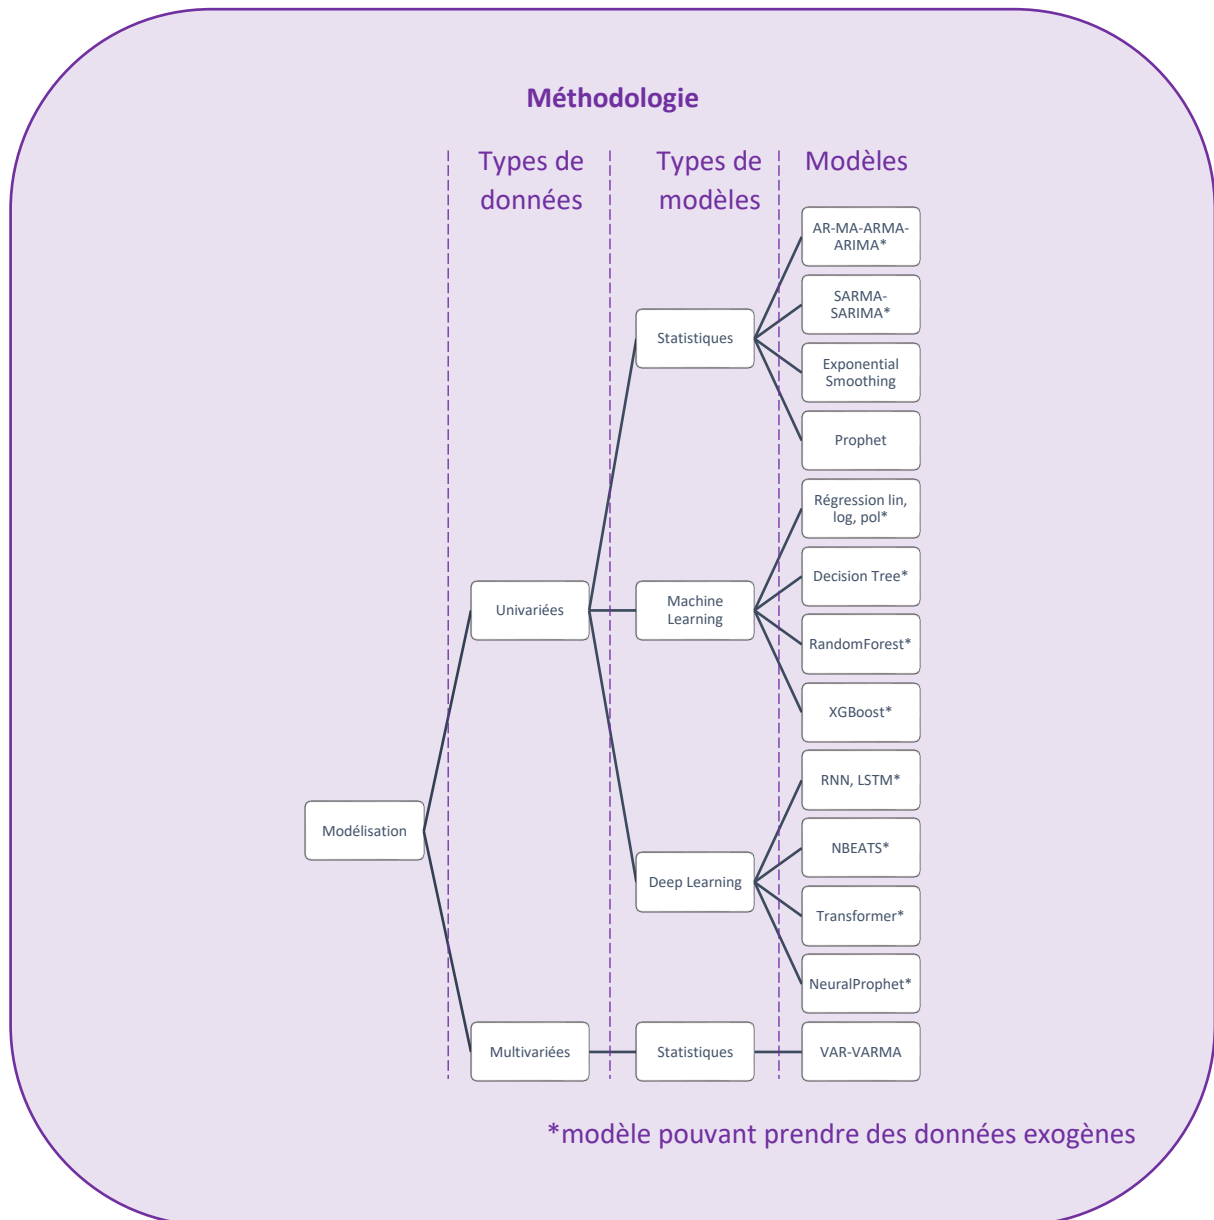 Méthodologie
Types de
données
Types de
modèles
Modèles
AR-MA-ARMA-
ARIMA*
SARMA-
SARIMA*
Statistiques
Exponential
Smoothing
Prophet
Régression lin,
log, pol*
Decision Tree*
Univariées
Machine
Learning
RandomForest*
XGBoost*
RNN, LSTM*
Modélisation
NBEATS*
Deep Learning
Transformer*
NeuralProphet*
Multivariées
Statistiques
VAR-VARMA
*modèle pouvant prendre des données exogènes